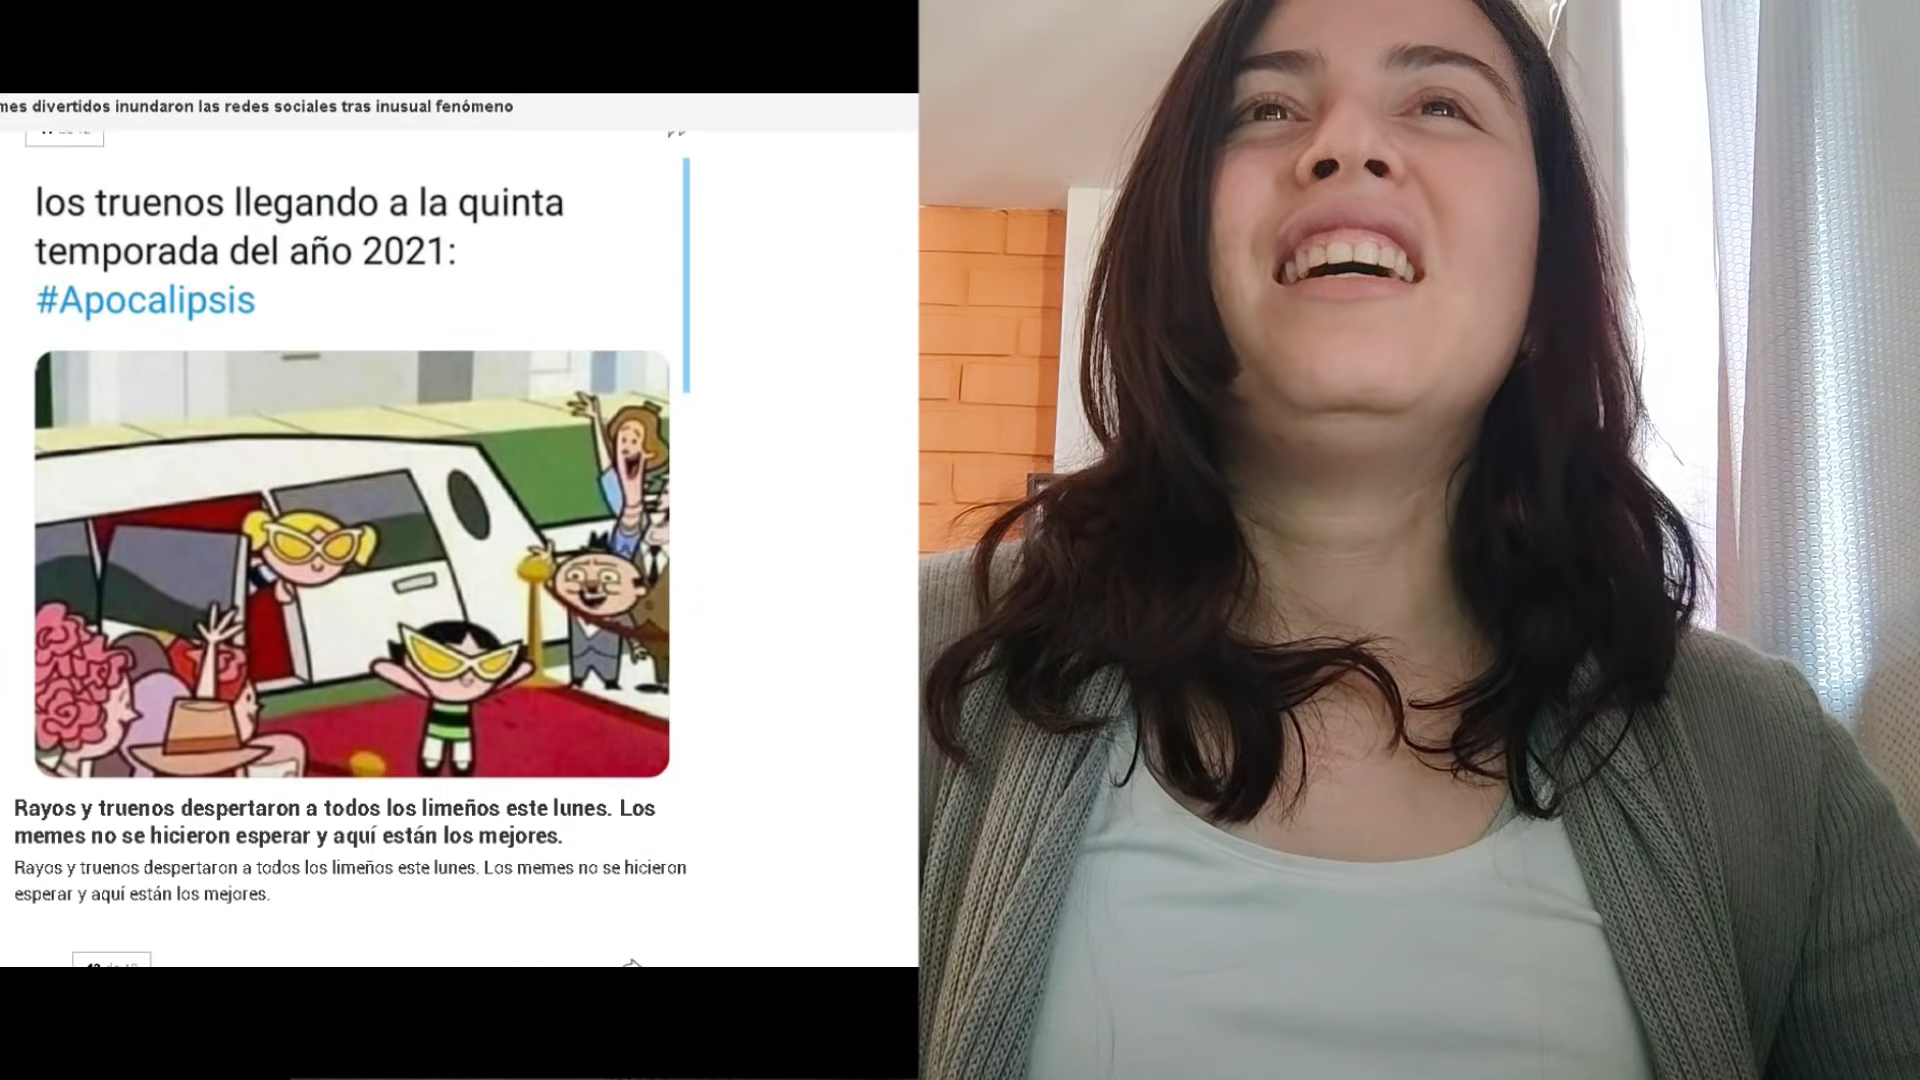 mes divertidos inundaron las redes sociales tras inusual fenómeno
los truenos llegando a la quinta
temporada del año 2021:
#Apocalipsis
Rayos y truenos despertaron a todos los limeños este lunes. Los
memes no se hicieron esperar y aquí están los mejores.
Rayos y truenos despertaron a todos los limeños este lunes. Los memes no se hicieron
esperar y aquí están los mejores.